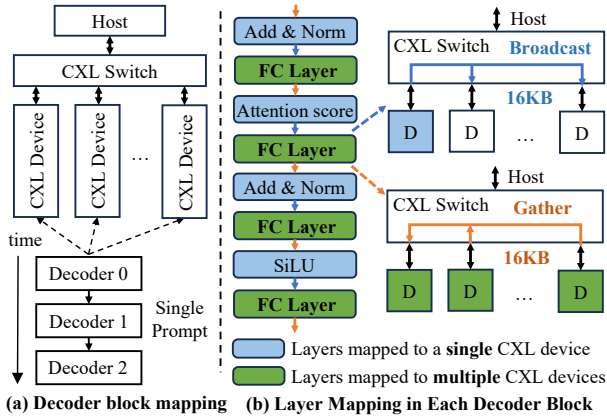 Host
CXL Switch
CXL Device
CXL Device
...
CXL Device
time
Decoder 0
Decoder 1
Decoder 2
Single
Prompt
(a) Decoder block mapping
Add & Norm
FC Layer
Attention score
FC Layer
Add & Norm
FC Layer
SiLU
FC Layer
Host
CXL Switch Broadcast
16KB
D D ... D
Host
CXL Switch
Gather
16KB
D D ... D
Layers mapped to a single CXL device
Layers mapped to multiple CXL devices
(b) Layer Mapping in Each Decoder Block